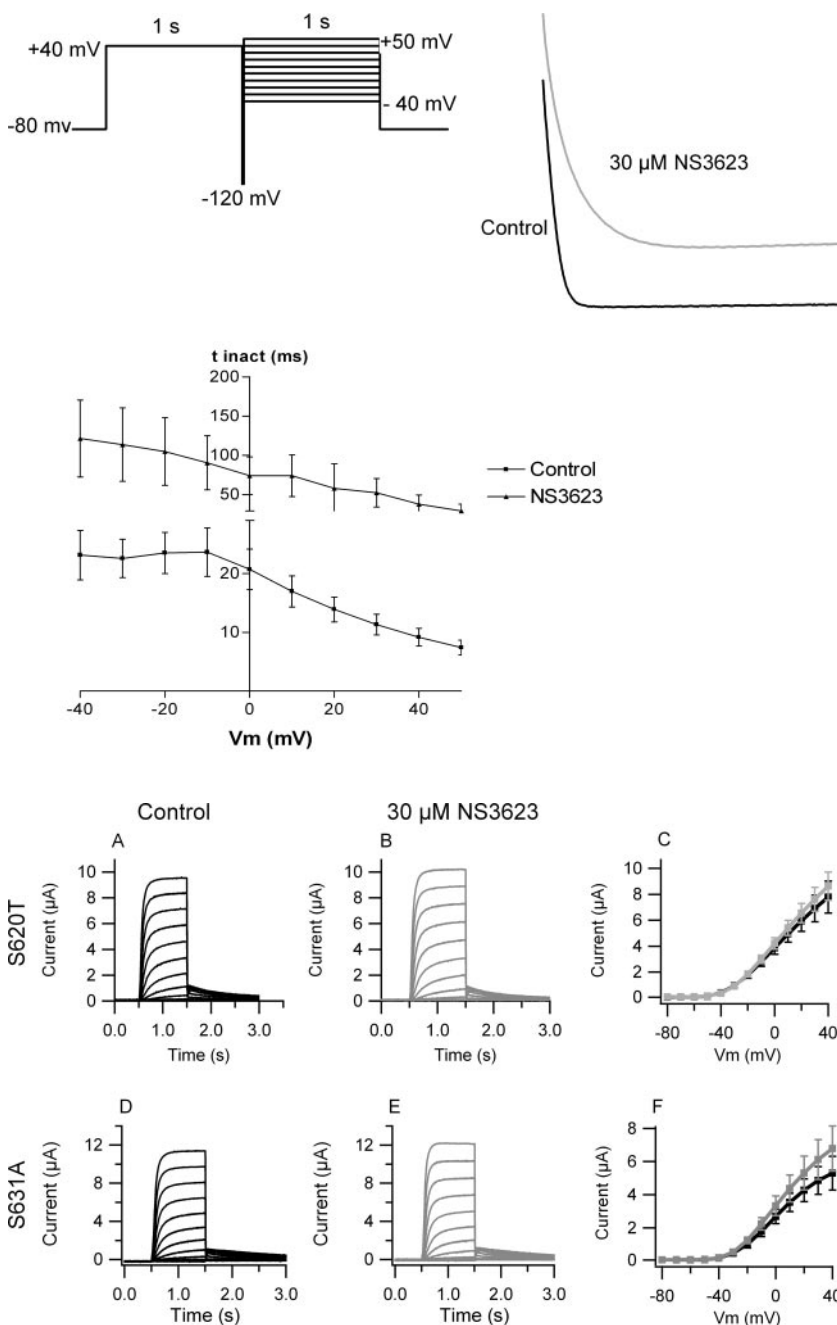 1 s
1 s
+40 mV
+50 mV
-80 mv
- 40 mV
-120 mV
30 µM NS3623
Control
t inact (ms)
200
150
100
50
20
10
-40
-20
0
20
40
Vm (mV)
Control
NS3623
Control
30 µM NS3623
S620T
A
Current (µA)
10
8
6
4
2
0
0.0
1.0
2.0
3.0
Time (s)
B
Current (µA)
10
8
6
4
2
0
0.0
1.0
2.0
3.0
Time (s)
C
Current (µA)
10
8
6
4
2
0
-80
-40
0
40
Vm (mV)
S631A
D
Current (µA)
12
8
4
0
0.0
1.0
2.0
3.0
Time (s)
E
Current (µA)
12
8
4
0
0.0
1.0
2.0
3.0
Time (s)
F
Current (µA)
8
6
4
2
0
-80
-40
0
40
Vm (mV)